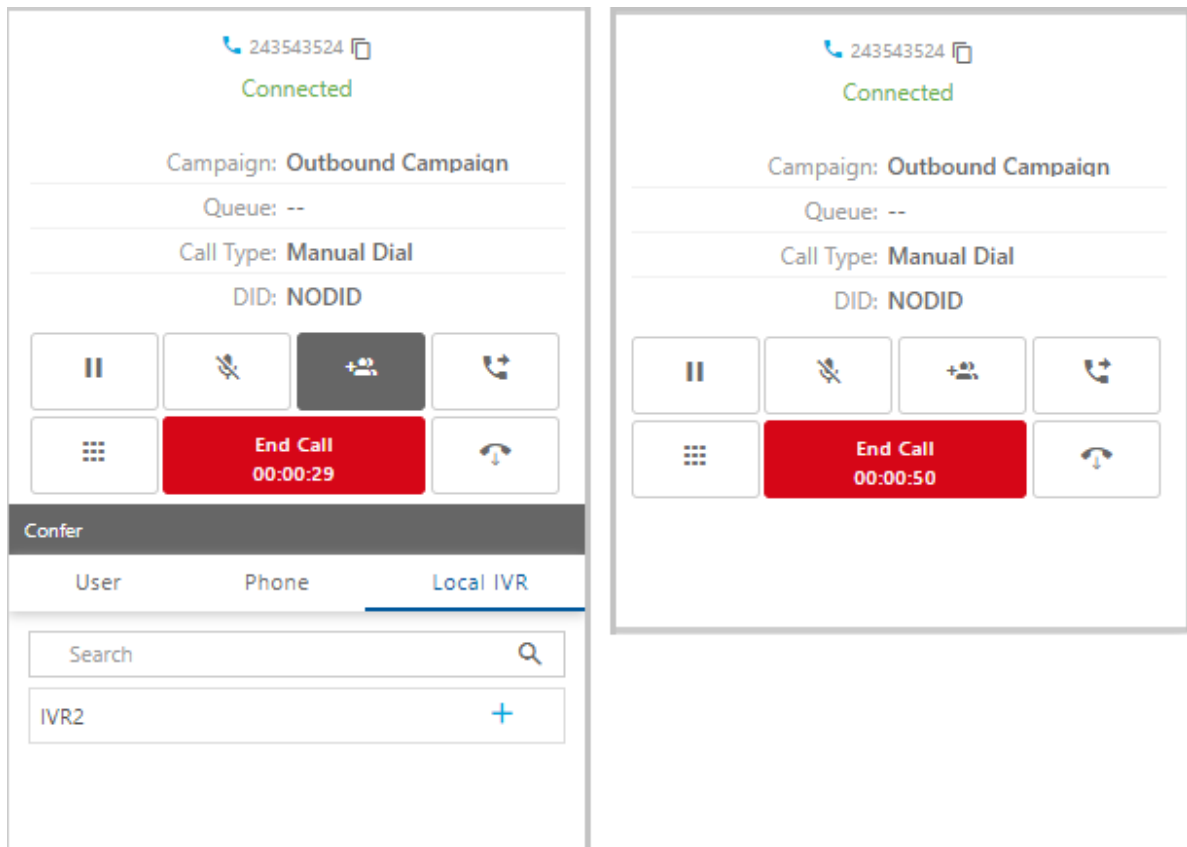 243543524
Connected
Campaign: Outbound Campaign
Queue: --
Call Type: Manual Dial
DID: NODID
End Call
00:00:29
Confer
User Phone Local IVR
Search
IVR2
243543524
Connected
Campaign: Outbound Campaign
Queue: --
Call Type: Manual Dial
DID: NODID
End Call
00:00:50